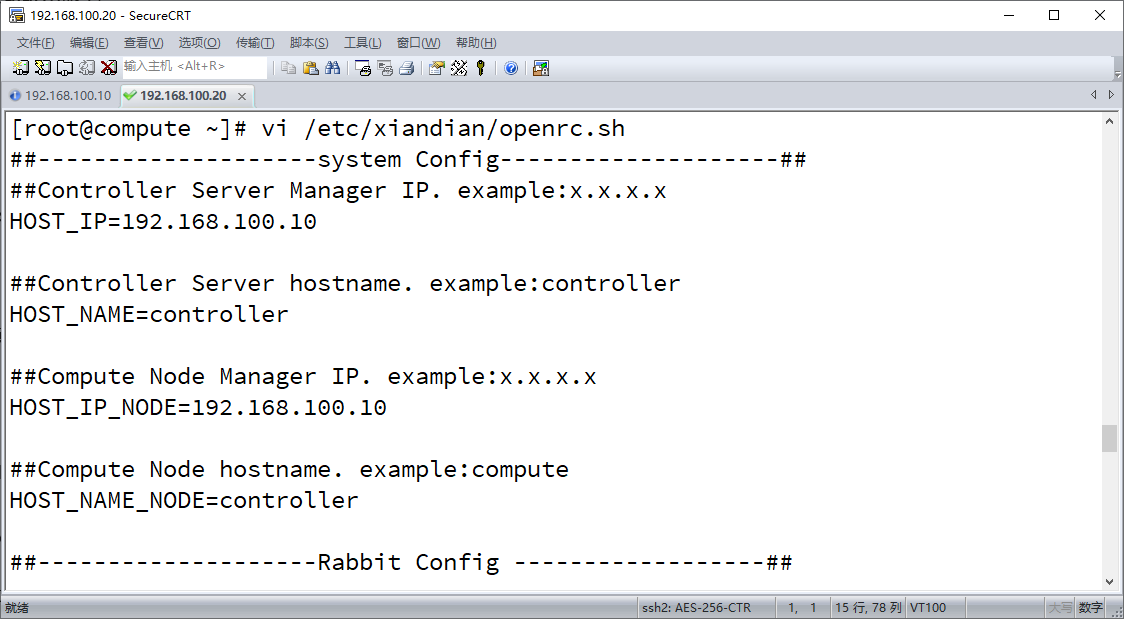 192.168.100.20 - SecureCRT
文件(F) 编辑(E) 查看(V) 选项(O) 传输(T) 脚本(S) 工具(L) 窗口(W) 帮助(H)
输入主机 <Alt+R>
192.168.100.10 192.168.100.20
[root@compute ~]# vi /etc/xiandian/openrc.sh
##--------------------system Config--------------------##
##Controller Server Manager IP. example:x.x.x.x
HOST_IP=192.168.100.10
##Controller Server hostname. example:controller
HOST_NAME=controller
##Compute Node Manager IP. example:x.x.x.x
HOST_IP_NODE=192.168.100.10
##Compute Node hostname. example:compute
HOST_NAME_NODE=controller
##--------------------Rabbit Config ------------------##
就绪 ssh2: AES-256-CTR 1, 1 15 行, 78 列 VT100 大写 数字